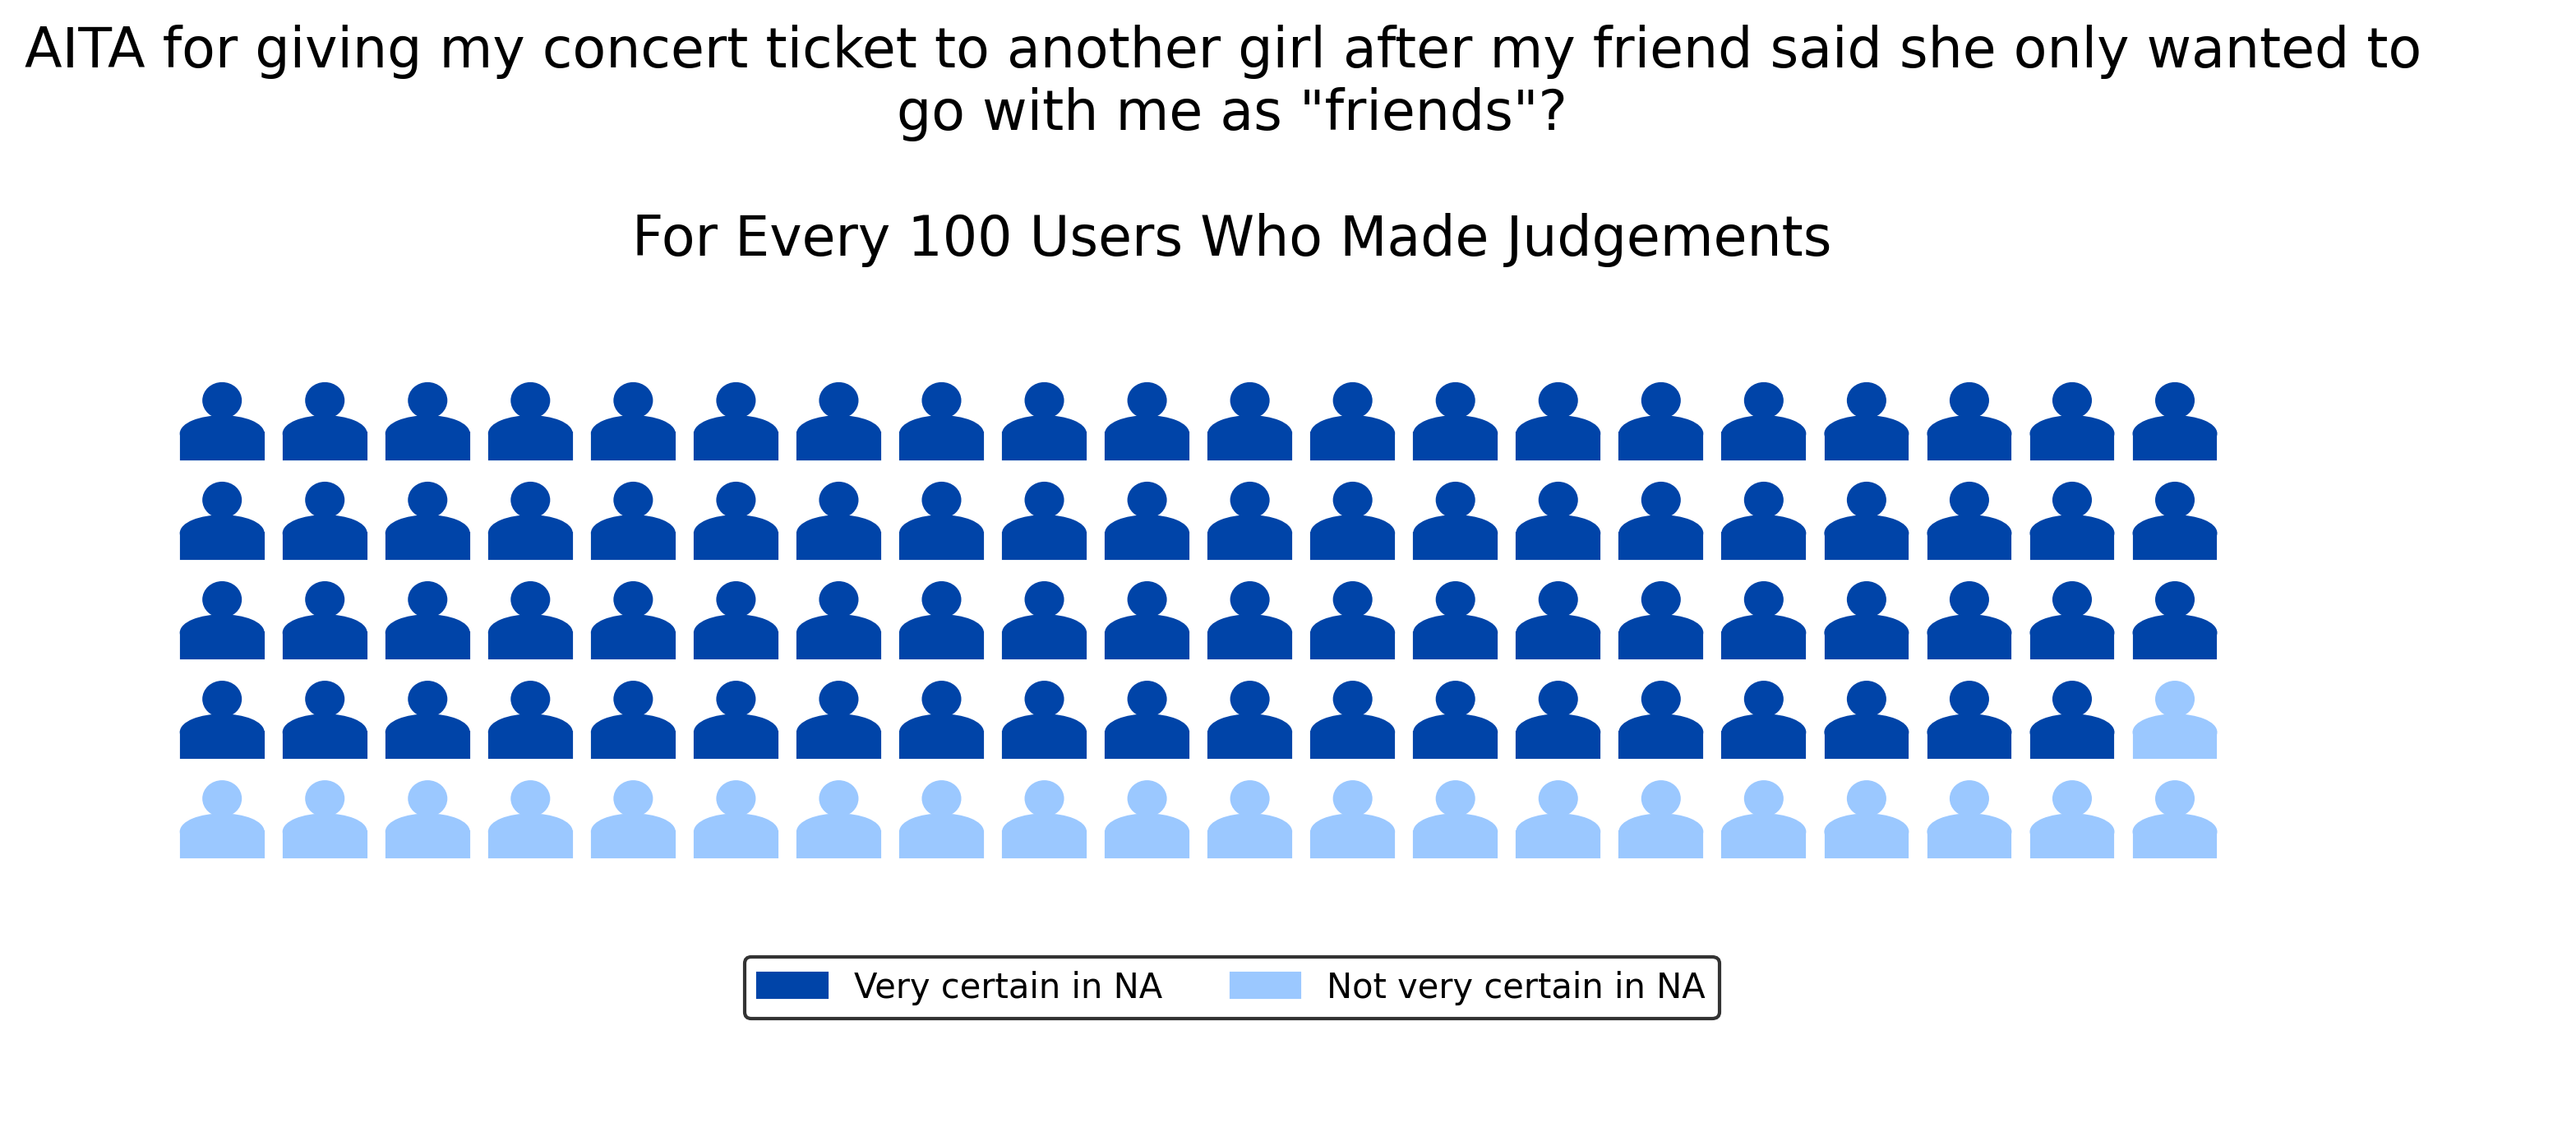 AITA for giving my concert ticket to another girl after my friend said she only wanted to
go with me as "friends"?
For Every 100 Users Who Made Judgements
Very certain in NA
Not very certain in NA